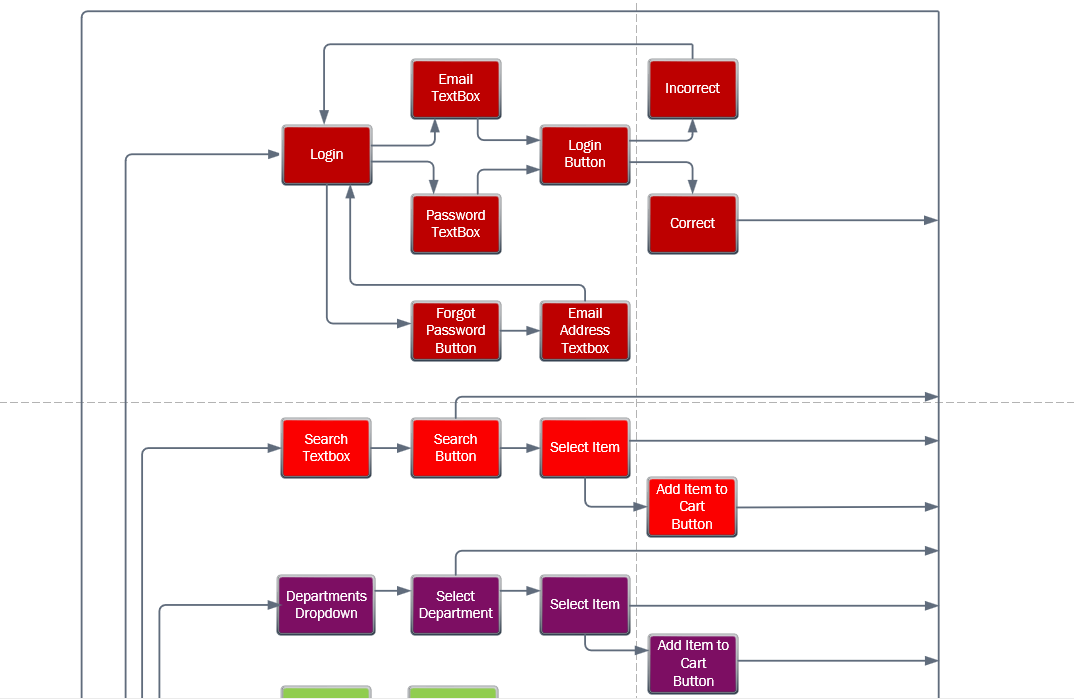 Email
TextBox
Incorrect
Login
Login
Button
Password
TextBox
Correct
Forgot
Password
Button
Email
Address
Textbox
Search
Textbox
Search
Button
Select Item
Add Item to
Cart
Button
Departments
Dropdown
Select
Department
Select Item
Add Item to
Cart
Button